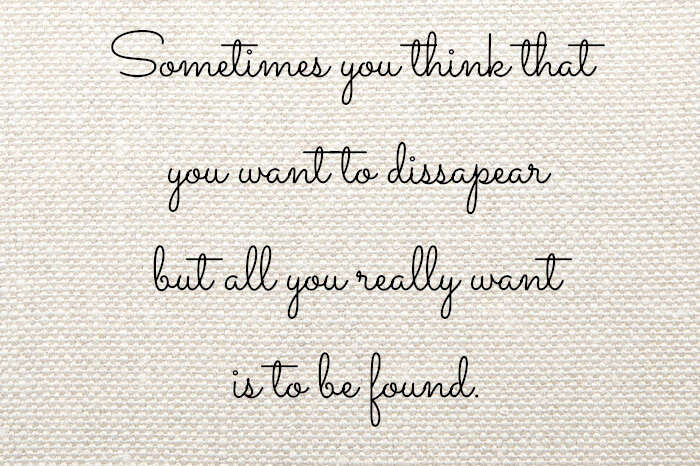 Sometimes you think that
you want to dissapear
but all you really want
is to be found.